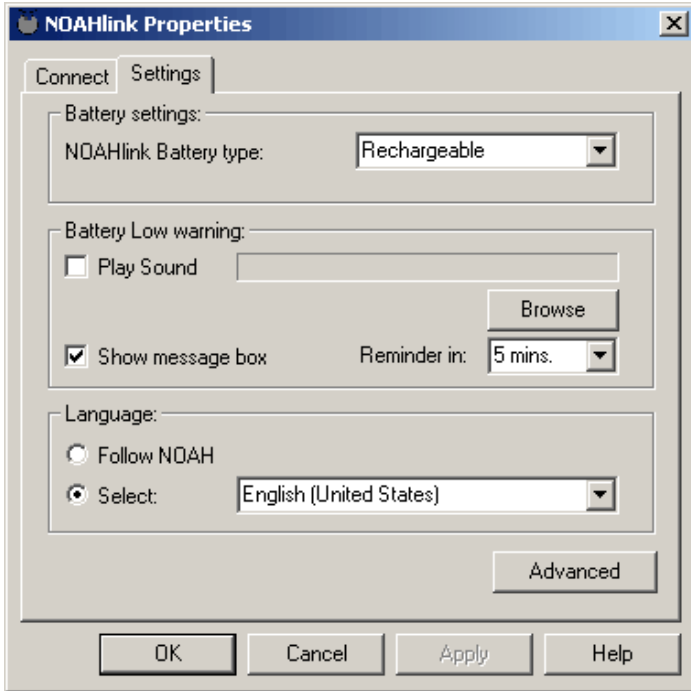 NOAHlink Properties
Connect Settings
Battery settings:
NOAHlink Battery type: Rechargeable
Battery Low warning:
Play Sound
Browse
Show message box Reminder in: 5 mins.
Language:
Follow NOAH
Select: English (United States)
Advanced
OK Cancel Apply Help